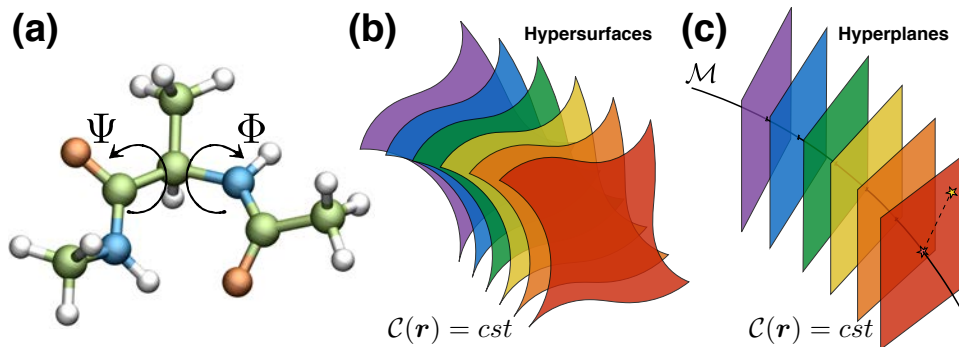 (a)
Ψ
Φ
(b)
Hypersurfaces
𝒞(𝒓) = cst
(c)
Hyperplanes
ℳ
𝒞(𝒓) = cst